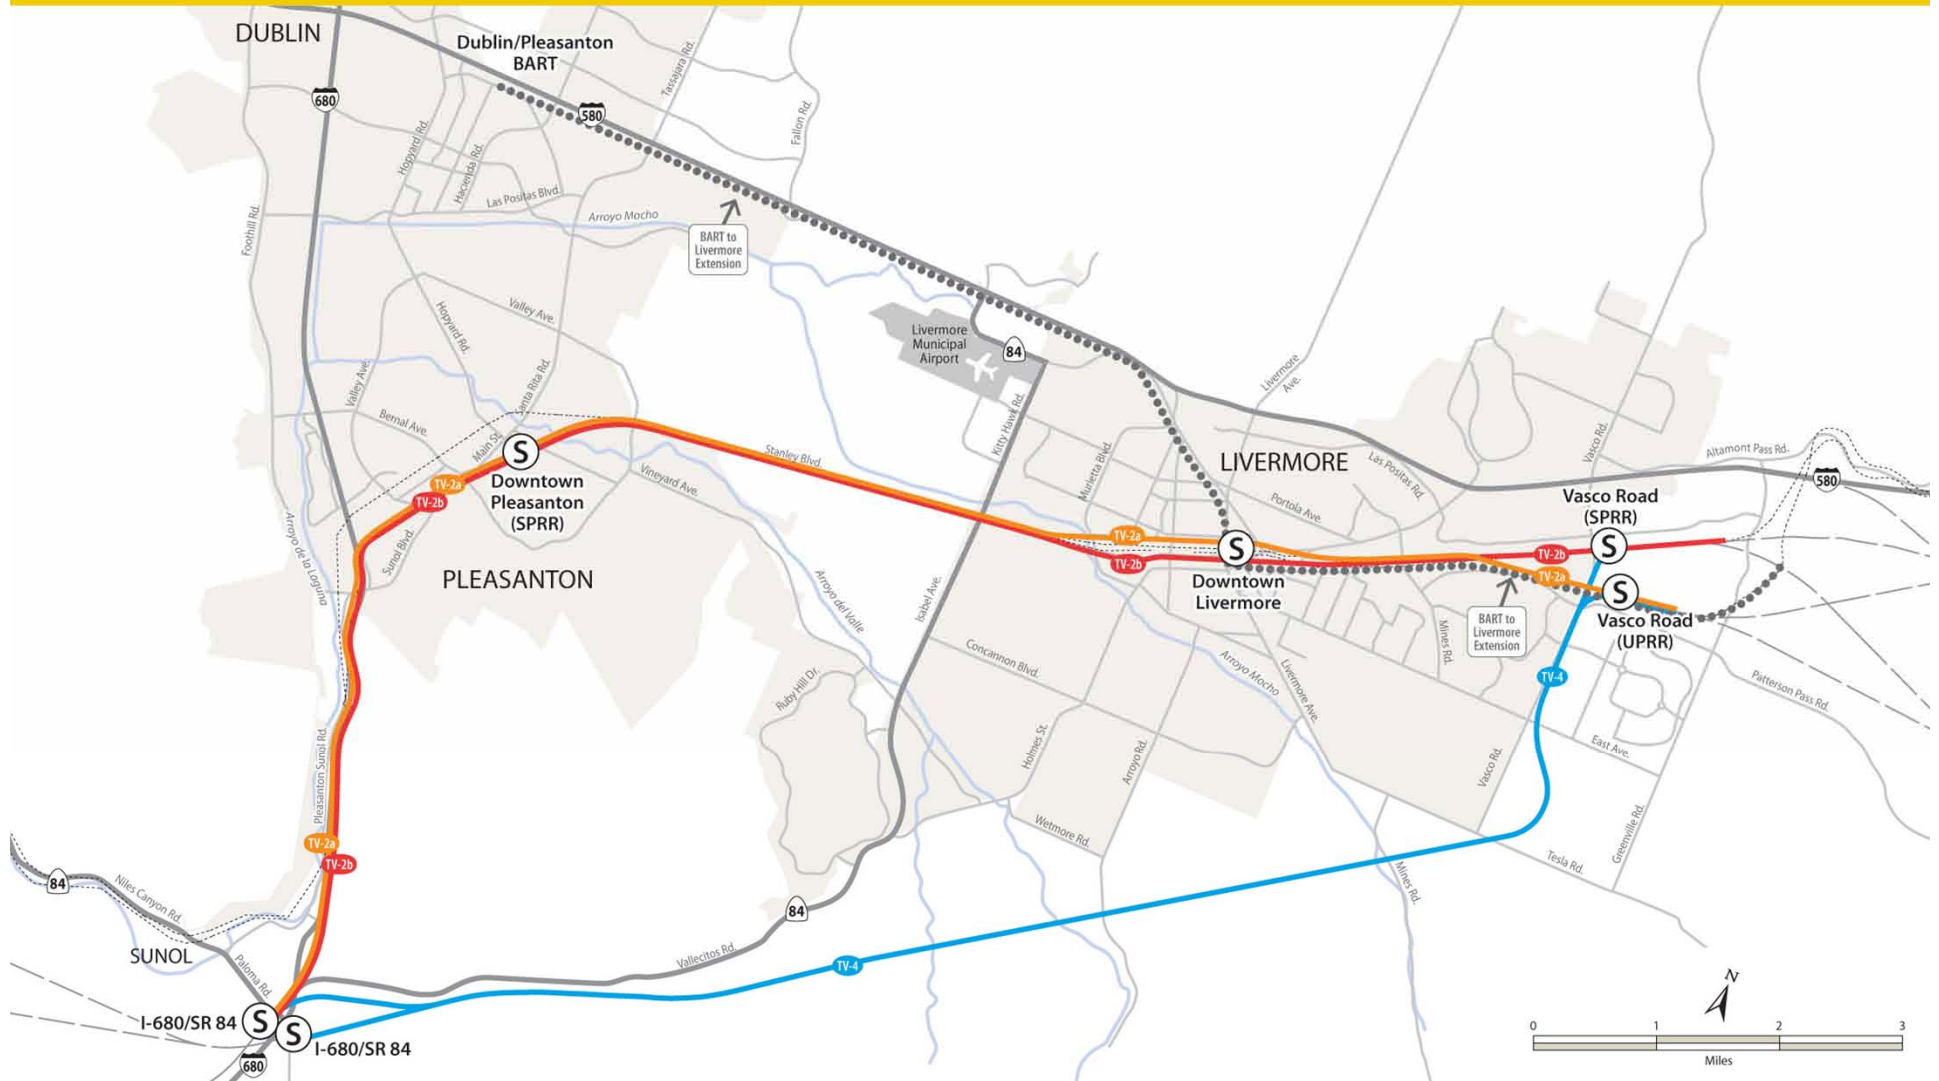 DUBLIN
Dublin/Pleasanton
BART
680
580
Tassajara Rd.
Fallon Rd.
Hopyard Rd.
Hacienda Rd.
Las Positas Blvd.
Arroyo Mocho
Foothill Rd.
BART to
Livermore
Extension
Valley Ave.
Hopyard Rd.
Livermore
Municipal
Airport
84
Livermore
Ave.
Valley Ave.
Santa Rita Rd.
Bernal Ave.
Main St.
Kitty Hawk Rd.
S
Downtown
Pleasanton
(SPRR)
TV-2a
TV-2b
Stanley Blvd.
Vineyard Ave.
Murietta Blvd.
LIVERMORE
Las Positas Rd.
Portola Ave.
Vasco Rd.
Altamont Pass Rd.
580
Vasco Road
(SPRR)
S
TV-2a
TV-2b
S
Downtown
Livermore
TV-2b
TV-2a
S
Vasco Road
(UPRR)
BART to
Livermore
Extension
Arroyo de la Laguna
Sunol Blvd.
PLEASANTON
Arroyo del Valle
Isabel Ave.
Concannon Blvd.
Arroyo Mocho
Livermore Ave.
Mines Rd.
TV-4
Patterson Pass Rd.
Ruby Hill Dr.
Holmes St.
Arroyo Rd.
Vasco Rd.
East Ave.
Greenville Rd.
Pleasanton Sunol Rd.
TV-2a
TV-2b
Wetmore Rd.
Tesla Rd.
Mines Rd.
84
Niles Canyon Rd.
84
SUNOL
Paloma Rd.
Vallecitos Rd.
TV-4
I-680/SR 84
S
S
I-680/SR 84
680
N
0
1
2
3
Miles